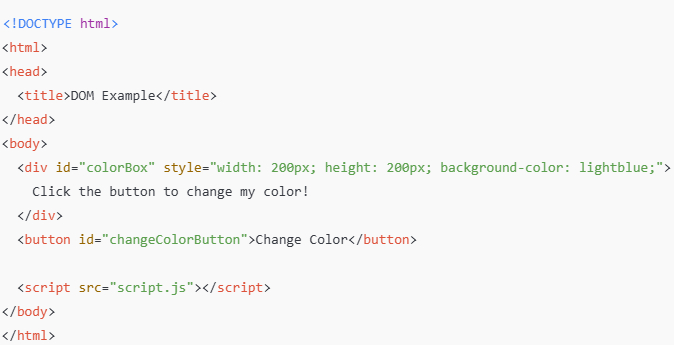 <!DOCTYPE html>
<html>
<head>
  <title>DOM Example</title>
</head>
<body>
  <div id="colorBox" style="width: 200px; height: 200px; background-color: lightblue;">
    Click the button to change my color!
  </div>
  <button id="changeColorButton">Change Color</button>

  <script src="script.js"></script>
</body>
</html>